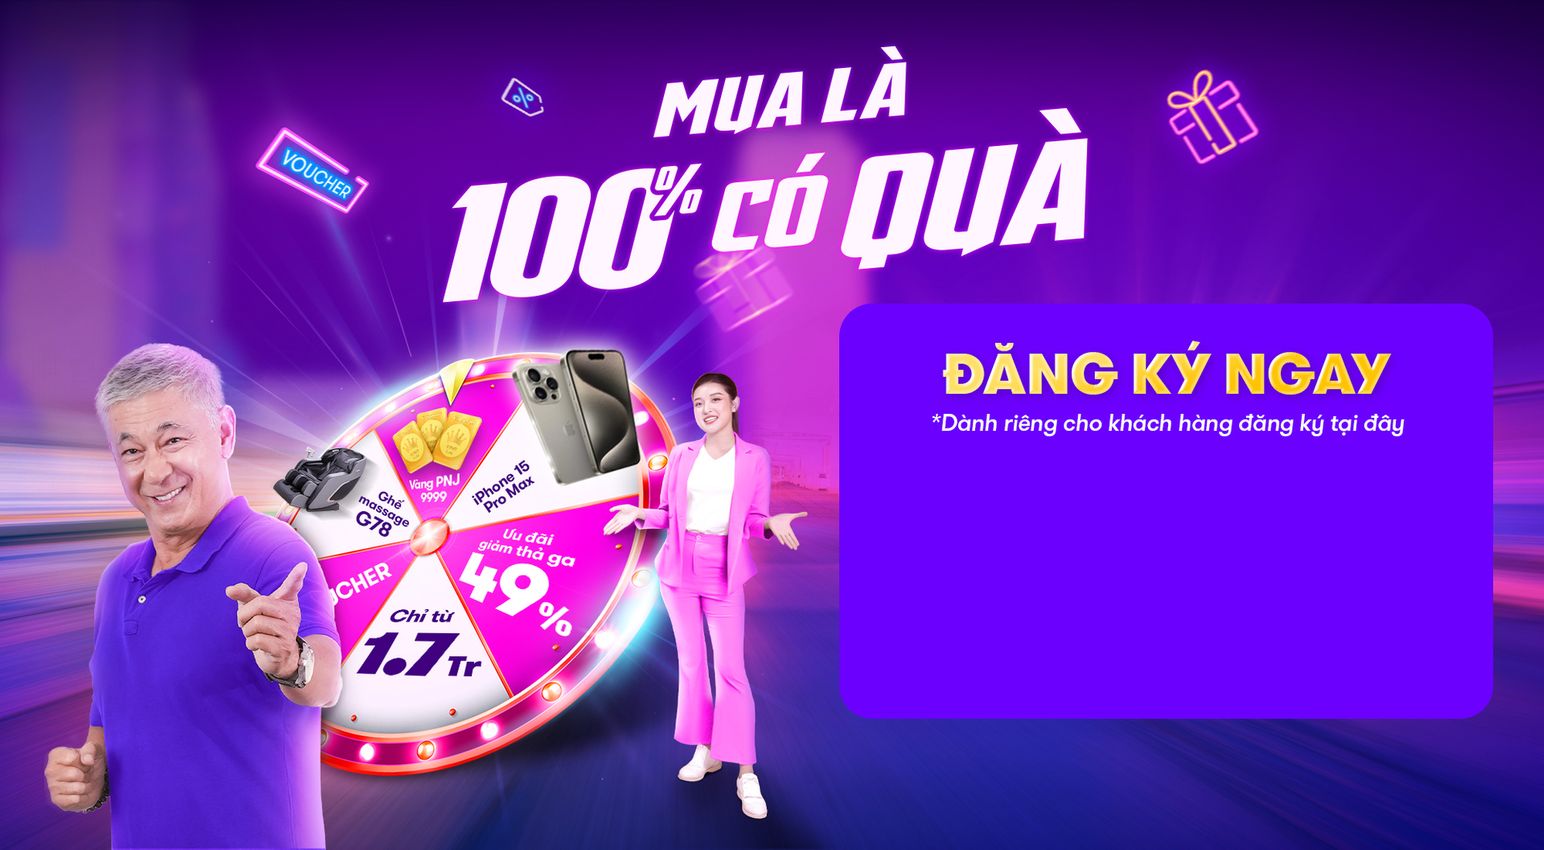 MUA LÀ
100% CÓ QUÀ
VOUCHER
ĐĂNG KÝ NGAY
*Dành riêng cho khách hàng đăng ký tại đây
Vàng PNJ
9999
iPhone 15
Pro Max
Ghế
massage
G78
Ưu đãi
giảm thả ga
49%
UCHER
Chỉ từ
1.7 Tr